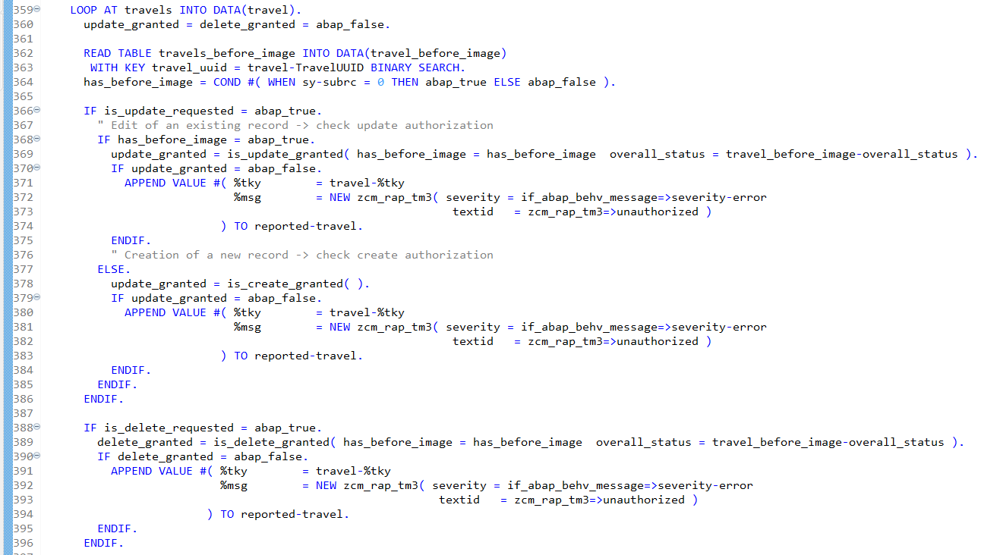 359 LOOP AT travels INTO DATA(travel).
360 update_granted = delete_granted = abap_false.
361
362 READ TABLE travels_before_image INTO DATA(travel_before_image)
363 WITH KEY travel_uuid = travel-TravelUUID BINARY SEARCH.
364 has_before_image = COND #( WHEN sy-subrc = 0 THEN abap_true ELSE abap_false ).
365
366 IF is_update_requested = abap_true.
367 " Edit of an existing record -> check update authorization
368 IF has_before_image = abap_true.
369 update_granted = is_update_granted( has_before_image = has_before_image  overall_status = travel_before_image-overall_status ).
370 IF update_granted = abap_false.
371 APPEND VALUE #( %tky        = travel-%tky
372 %msg        = NEW zcm_rap_tm3( severity = if_abap_behv_message=>severity-error
373 textid   = zcm_rap_tm3=>unauthorized )
374 ) TO reported-travel.
375 ENDIF.
376 " Creation of a new record -> check create authorization
377 ELSE.
378 update_granted = is_create_granted( ).
379 IF update_granted = abap_false.
380 APPEND VALUE #( %tky        = travel-%tky
381 %msg        = NEW zcm_rap_tm3( severity = if_abap_behv_message=>severity-error
382 textid   = zcm_rap_tm3=>unauthorized )
383 ) TO reported-travel.
384 ENDIF.
385 ENDIF.
386 ENDIF.
387
388 IF is_delete_requested = abap_true.
389 delete_granted = is_delete_granted( has_before_image = has_before_image  overall_status = travel_before_image-overall_status ).
390 IF delete_granted = abap_false.
391 APPEND VALUE #( %tky        = travel-%tky
392 %msg        = NEW zcm_rap_tm3( severity = if_abap_behv_message=>severity-error
393 textid   = zcm_rap_tm3=>unauthorized )
394 ) TO reported-travel.
395 ENDIF.
396 ENDIF.